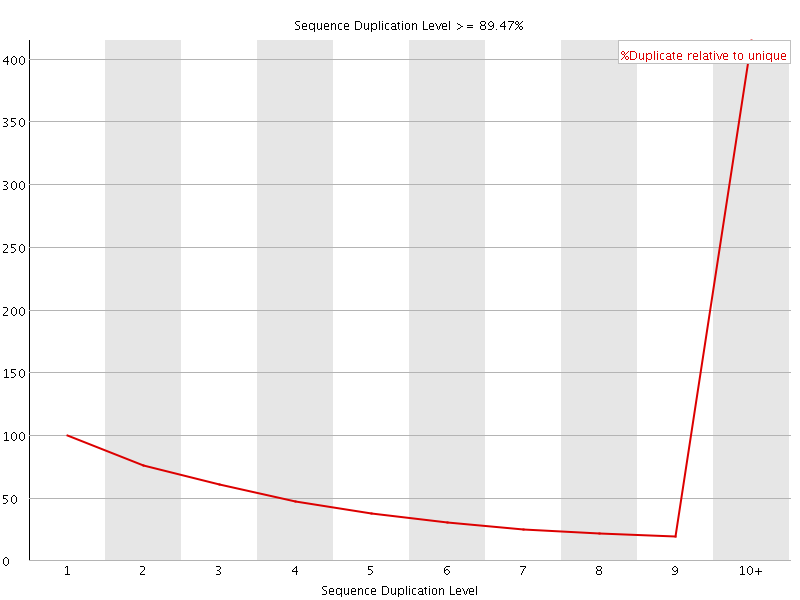 Sequence Duplication Level >= 89.47%
%Duplicate relative to unique
400
350
300
250
200
150
100
50
0
1 2 3 4 5 6 7 8 9 10+
Sequence Duplication Level